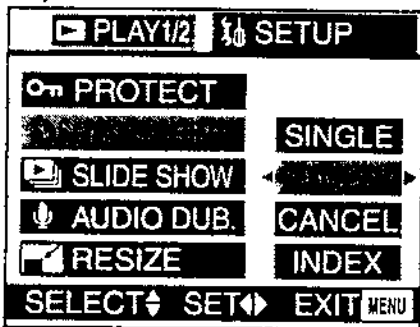 PLAY1/2 SETUP
PROTECT
SINGLE
SLIDE SHOW
AUDIO DUB. CANCEL
RESIZE INDEX
SELECT SET EXIT MENU